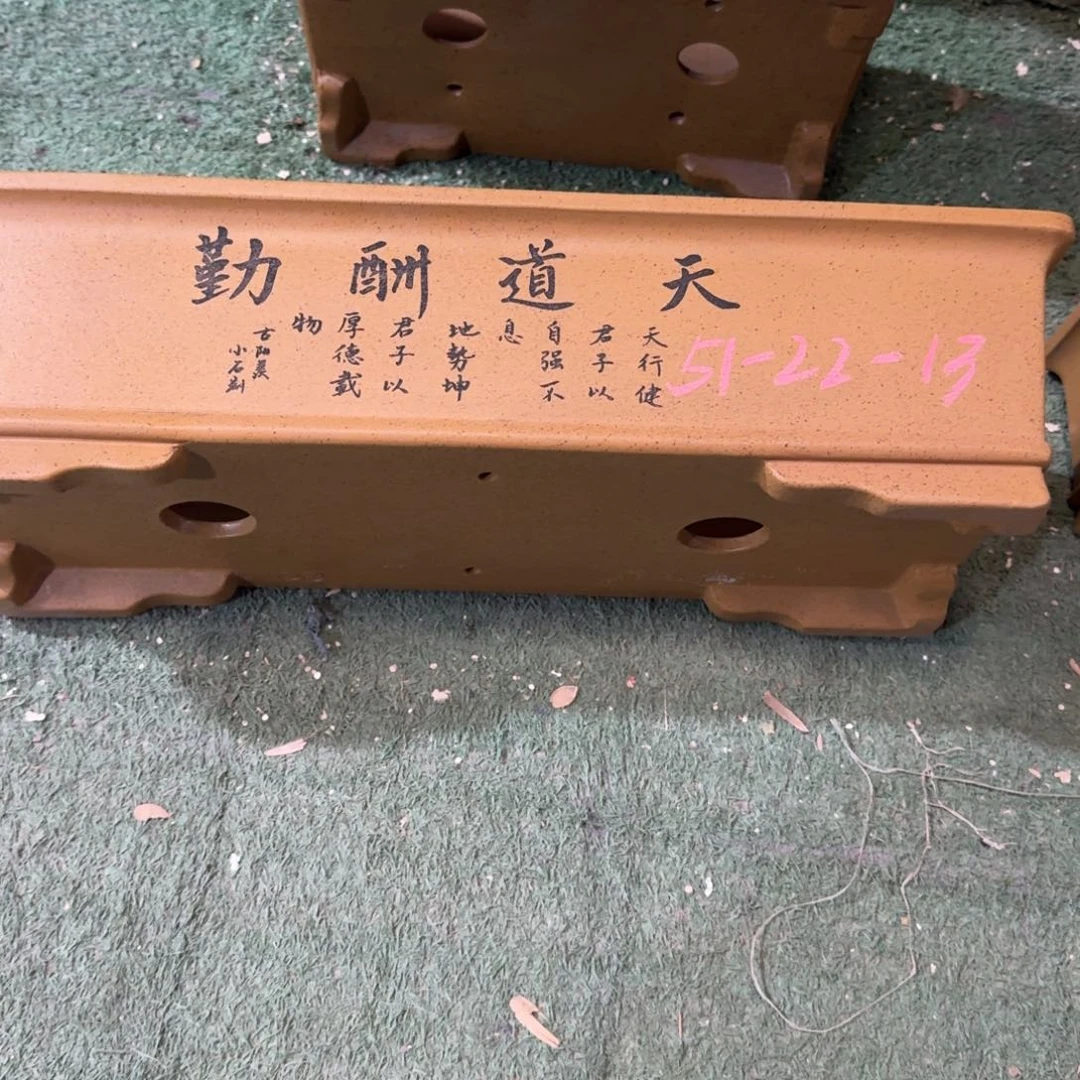 天道酬勤
天行健
君子以
自强不
息
地势坤
君子以
厚德载
物
古阳羡
小石刻
51-22-13